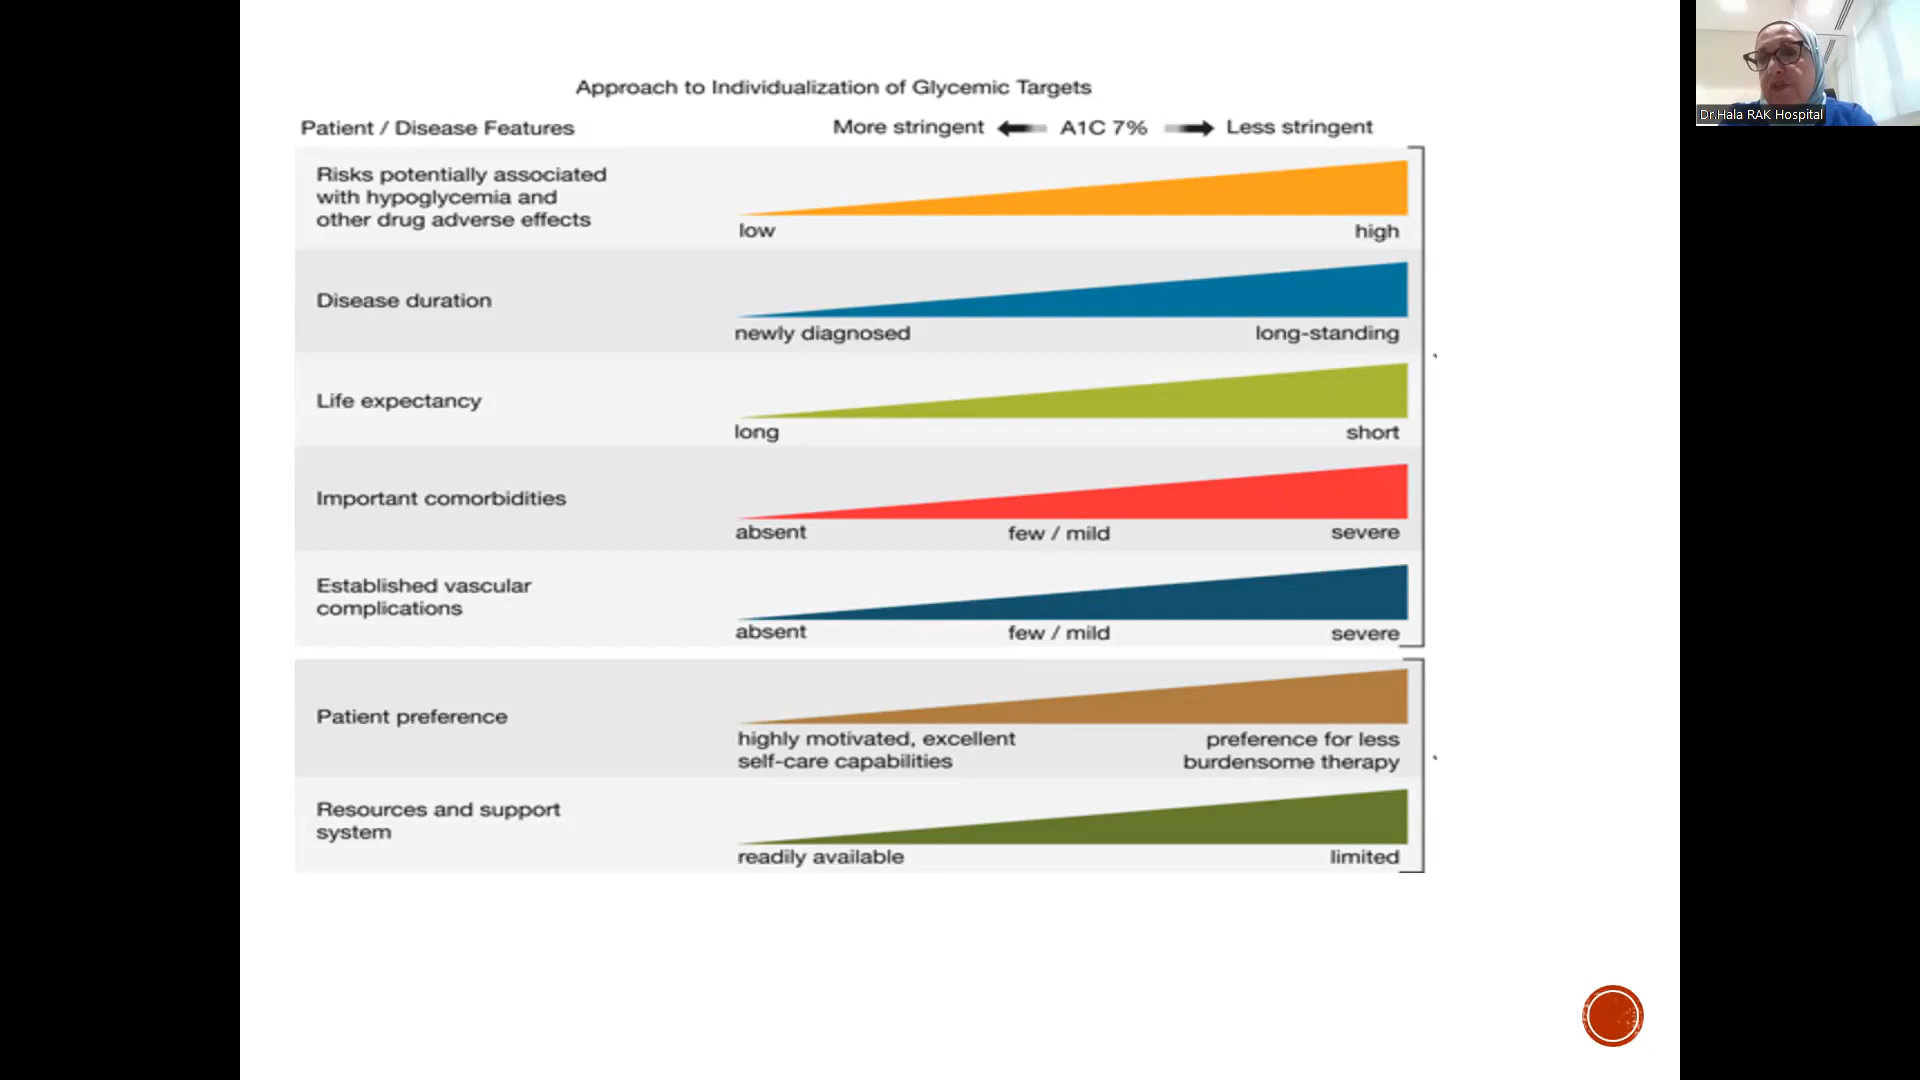 Approach to Individualization of Glycemic Targets
Patient / Disease Features
More stringent
A1C 7%
Less stringent
Risks potentially associated
with hypoglycemia and
other drug adverse effects
low
high
Disease duration
newly diagnosed
long-standing
Life expectancy
long
short
Important comorbidities
absent
few / mild
severe
Established vascular
complications
absent
few / mild
severe
Patient preference
highly motivated, excellent
self-care capabilities
preference for less
burdensome therapy
Resources and support
system
readily available
limited
Dr.Hala RAK Hospital